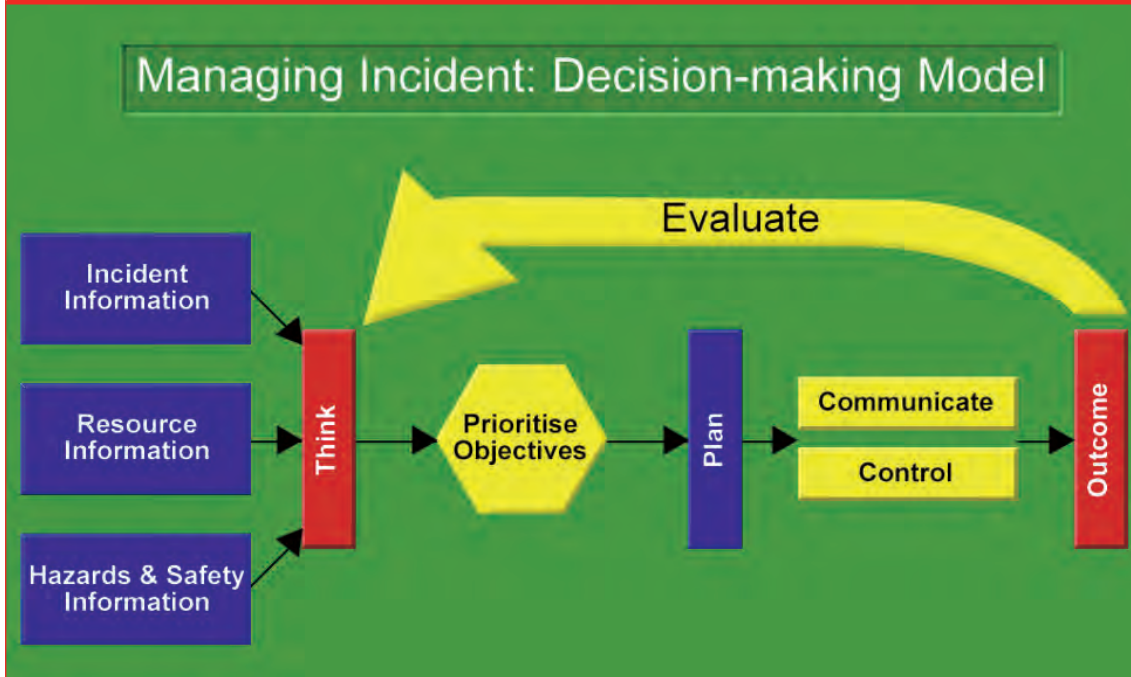 Managing Incident: Decision-making Model
Evaluate
Incident
Information
Resource
Information
Hazards & Safety
Information
Think
Prioritise
Objectives
Plan
Communicate
Control
Outcome